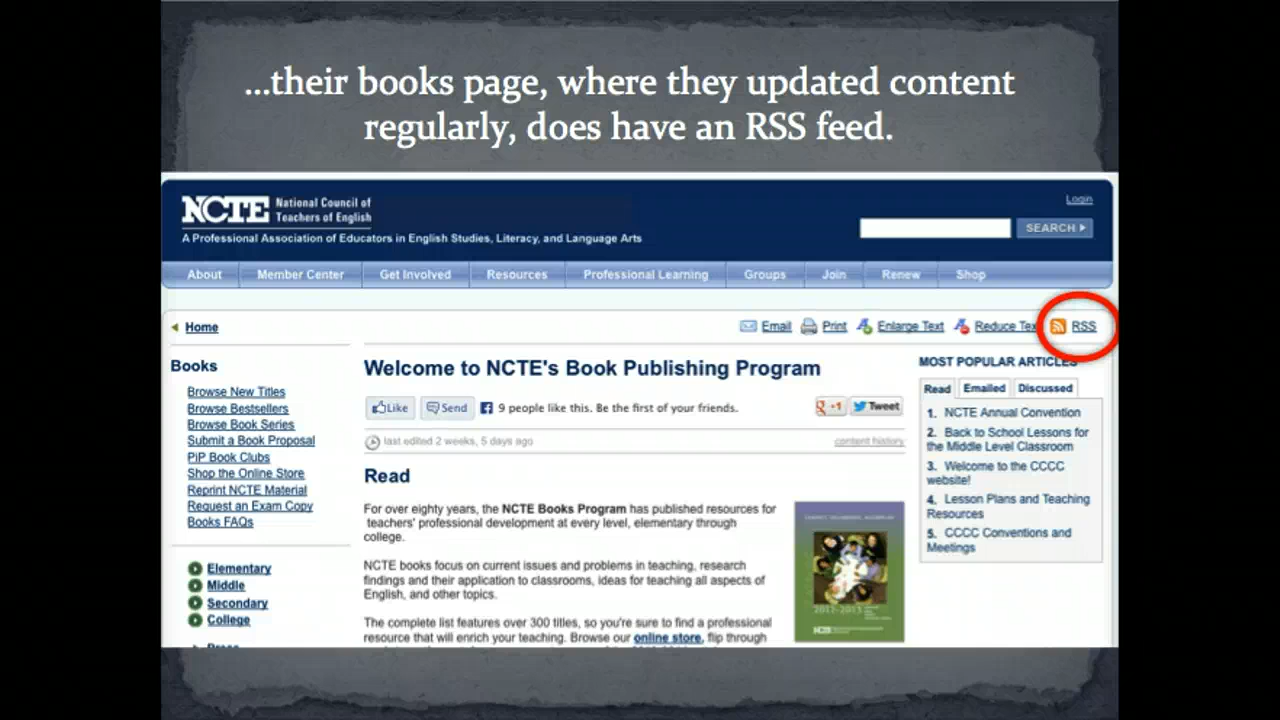 ...their books page, where they updated content
regularly, does have an RSS feed.
NCTE National Council of
Teachers of English
A Professional Association of Educators in English Studies, Literacy, and Language Arts
Login
SEARCH
About Member Center Get Involved Resources Professional Learning Groups Join Renew Shop
Home
Email Print Enlarge Text Reduce Tex RSS
Books
Browse New Titles
Browse Bestsellers
Browse Book Series
Submit a Book Proposal
PiP Book Clubs
Shop the Online Store
Reprint NCTE Material
Request an Exam Copy
Books FAQs
Elementary
Middle
Secondary
College
Welcome to NCTE's Book Publishing Program
Like Send 9 people like this. Be the first of your friends. +1 Tweet
last edited 2 weeks, 5 days ago content history
Read
For over eighty years, the NCTE Books Program has published resources for
teachers' professional development at every level, elementary through
college.
NCTE books focus on current issues and problems in teaching, research
findings and their application to classrooms, ideas for teaching all aspects of
English, and other topics.
The complete list features over 300 titles, so you're sure to find a professional
resource that will enrich your teaching. Browse our online store, flip through
2012-2013
NCTE
MOST POPULAR ARTICLES
Read Emailed Discussed
1. NCTE Annual Convention
2. Back to School Lessons for
the Middle Level Classroom
3. Welcome to the CCCC
website!
4. Lesson Plans and Teaching
Resources
5. CCCC Conventions and
Meetings